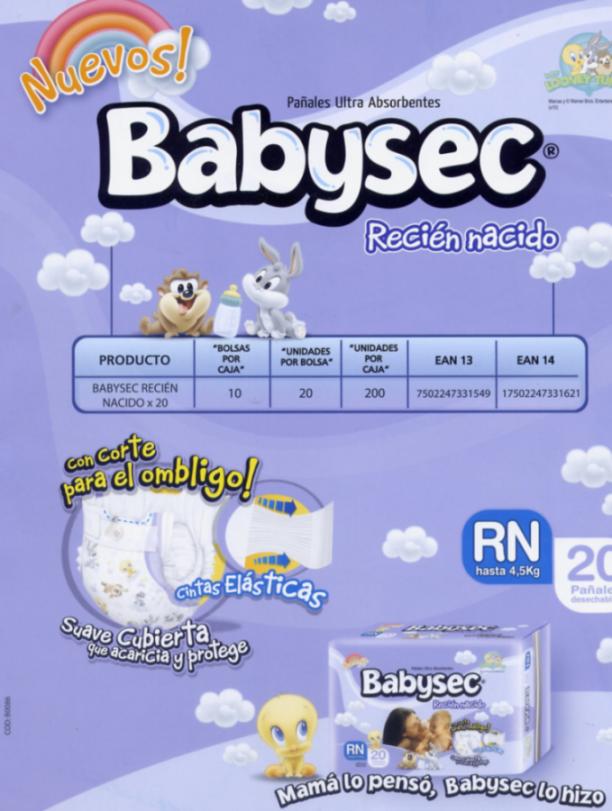 Nuevos!
Pañales Ultra Absorbentes
Babysec®
Recién nacido
PRODUCTO
"BOLSAS
POR
CAJA"
"UNIDADES
POR BOLSA"
"UNIDADES
POR
CAJA"
EAN 13
EAN 14
BABYSEC RECIÉN
NACIDO x 20
10
20
200
7502247331549
17502247331621
Con Corte
para el ombligo!
Cintas Elásticas
Suave Cubierta
que acaricia y protege
RN
hasta 4,5Kg
20
Babysec
Recién nacido
RN
20
Mamá lo pensó, Babysec lo hizo